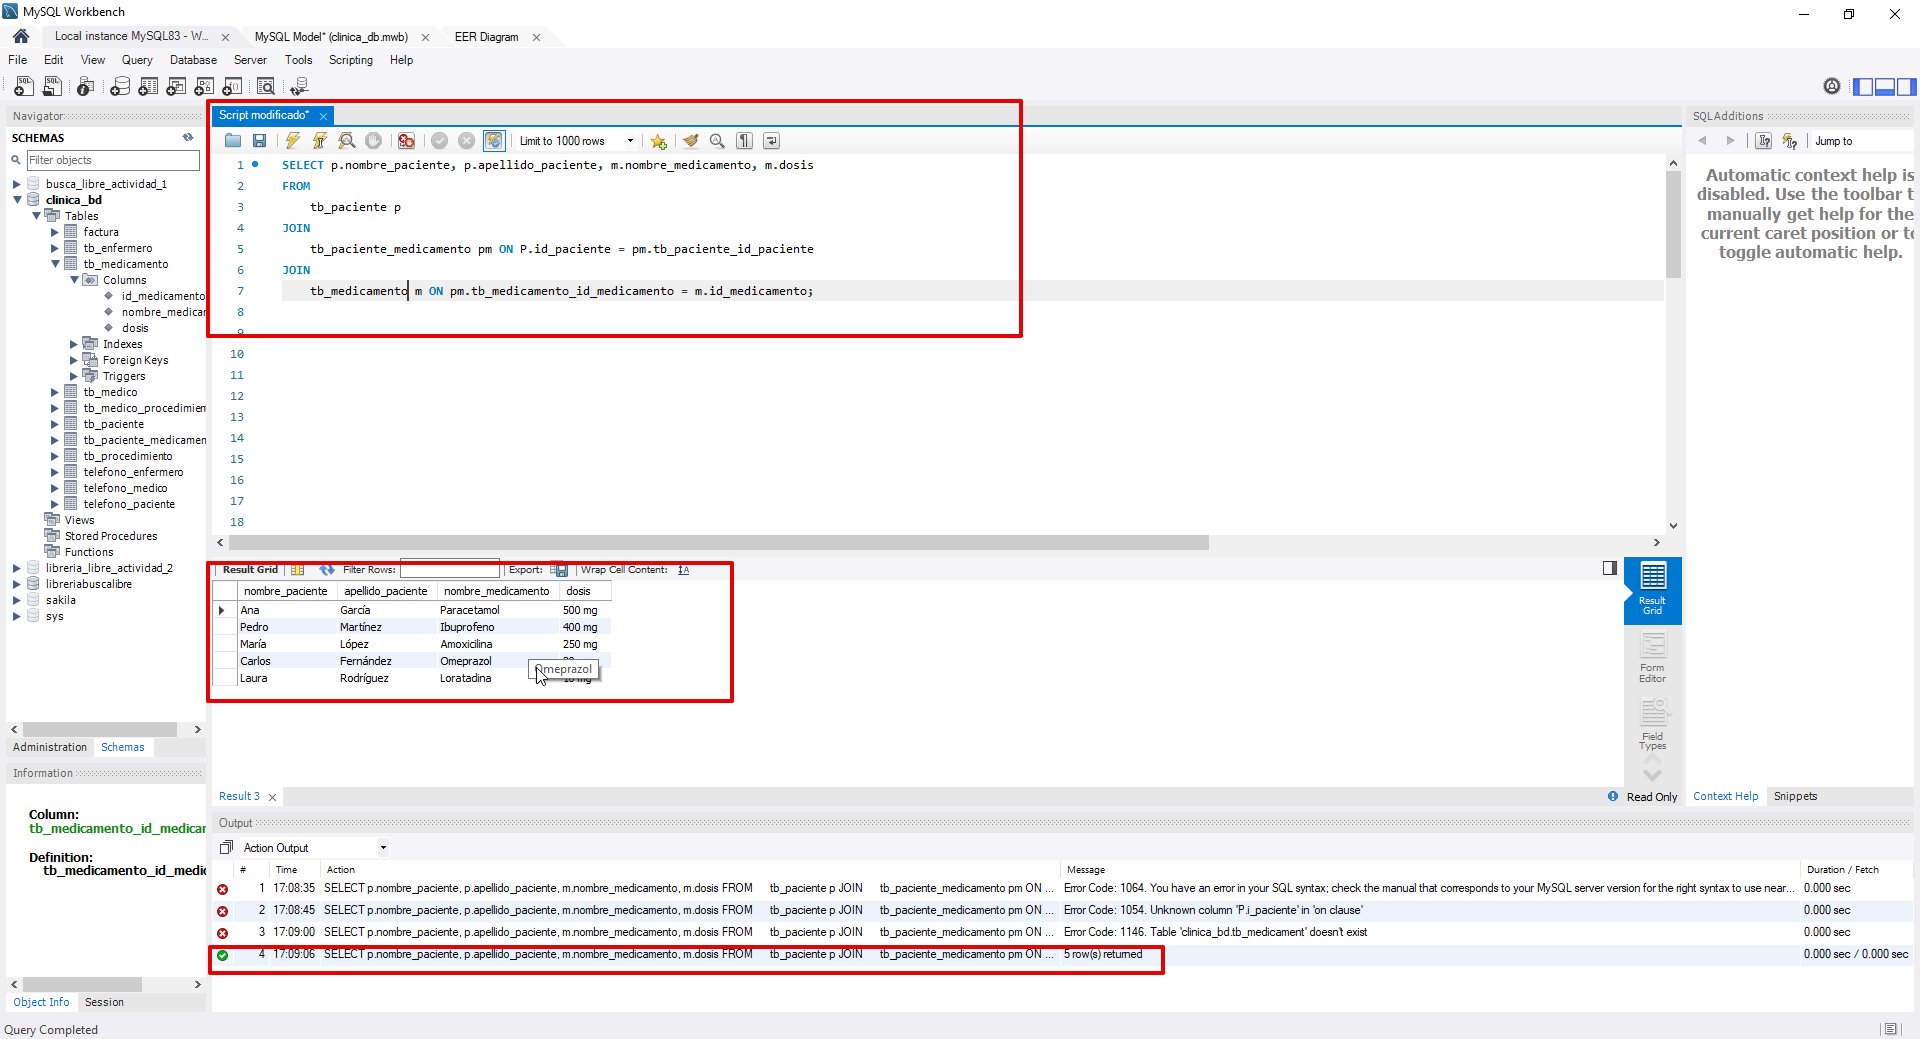 MySQL Workbench
Local instance MySQL83 - W...
MySQL Model* (clinica_db.mwb)
EER Diagram
File Edit View Query Database Server Tools Scripting Help
Navigator
SCHEMAS
Filter objects
busca_libre_actividad_1
clinica_bd
Tables
factura
tb_enfermero
tb_medicamento
Columns
id_medicamento
nombre_medicar
dosis
Indexes
Foreign Keys
Triggers
tb_medico
tb_medico_procedimien
tb_paciente
tb_paciente_medicamen
tb_procedimiento
telefono_enfermero
telefono_medico
telefono_paciente
Views
Stored Procedures
Functions
libreria_libre_actividad_2
libreriabuscalibre
sakila
sys
Administration Schemas
Information
Column:
tb_medicamento_id_medicar
Definition:
tb_medicamento_id_medic
Object Info Session
Query Completed
Script modificado*
Limit to 1000 rows
1 SELECT p.nombre_paciente, p.apellido_paciente, m.nombre_medicamento, m.dosis
2 FROM
3 tb_paciente p
4 JOIN
5 tb_paciente_medicamento pm ON P.id_paciente = pm.tb_paciente_id_paciente
6 JOIN
7 tb_medicamento m ON pm.tb_medicamento_id_medicamento = m.id_medicamento;
8
9
10
11
12
13
14
15
16
17
18
Result Grid Filter Rows: Export: Wrap Cell Content:
nombre_paciente apellido_paciente nombre_medicamento dosis
Ana García Paracetamol 500 mg
Pedro Martínez Ibuprofeno 400 mg
María López Amoxicilina 250 mg
Carlos Fernández Omeprazol
Omeprazol
Laura Rodríguez Loratadina 10 mg
Result Grid
Form Editor
Field Types
Result 3
Read Only
SQLAdditions
Jump to
Automatic context help is
disabled. Use the toolbar t
manually get help for the
current caret position or to
toggle automatic help.
Context Help Snippets
Output
Action Output
# Time Action Message Duration / Fetch
1 17:08:35 SELECT p.nombre_paciente, p.apellido_paciente, m.nombre_medicamento, m.dosis FROM tb_paciente p JOIN tb_paciente_medicamento pm ON ... Error Code: 1064. You have an error in your SQL syntax; check the manual that corresponds to your MySQL server version for the right syntax to use near... 0.000 sec
2 17:08:45 SELECT p.nombre_paciente, p.apellido_paciente, m.nombre_medicamento, m.dosis FROM tb_paciente p JOIN tb_paciente_medicamento pm ON ... Error Code: 1054. Unknown column 'P.i_paciente' in 'on clause' 0.000 sec
3 17:09:00 SELECT p.nombre_paciente, p.apellido_paciente, m.nombre_medicamento, m.dosis FROM tb_paciente p JOIN tb_paciente_medicamento pm ON ... Error Code: 1146. Table 'clinica_bd.tb_medicament' doesn't exist 0.000 sec
4 17:09:06 SELECT p.nombre_paciente, p.apellido_paciente, m.nombre_medicamento, m.dosis FROM tb_paciente p JOIN tb_paciente_medicamento pm ON ... 5 row(s) returned 0.000 sec / 0.000 sec